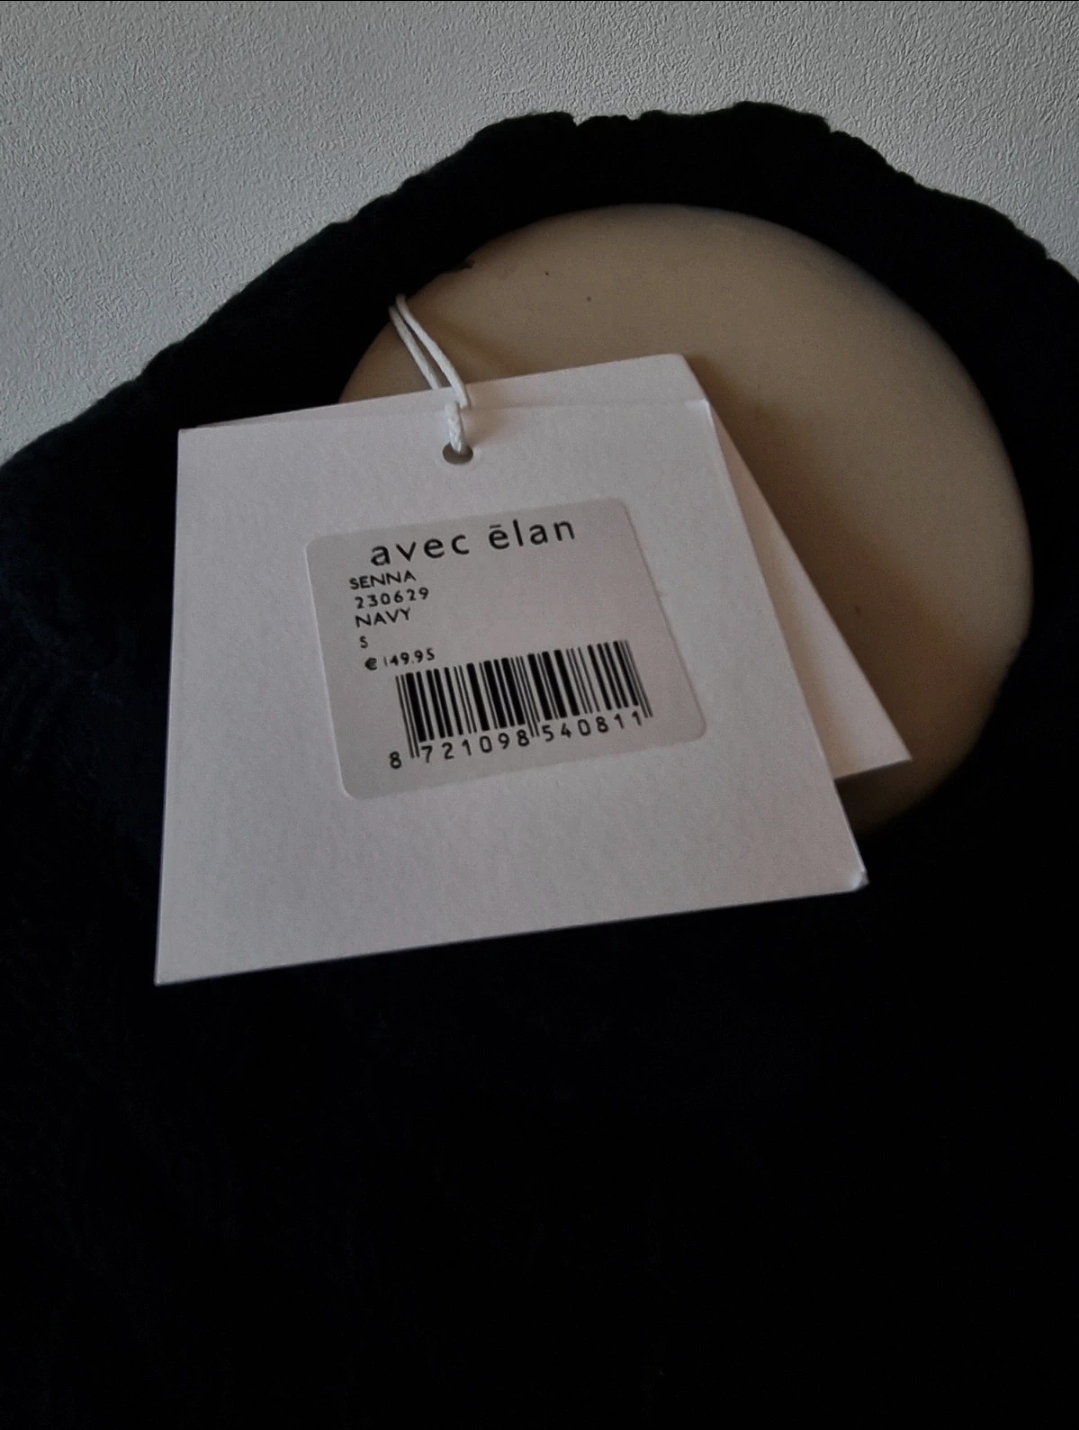 avec ēlan
SENNA
230629
NAVY
S
€ 149.95
8 721098 540811